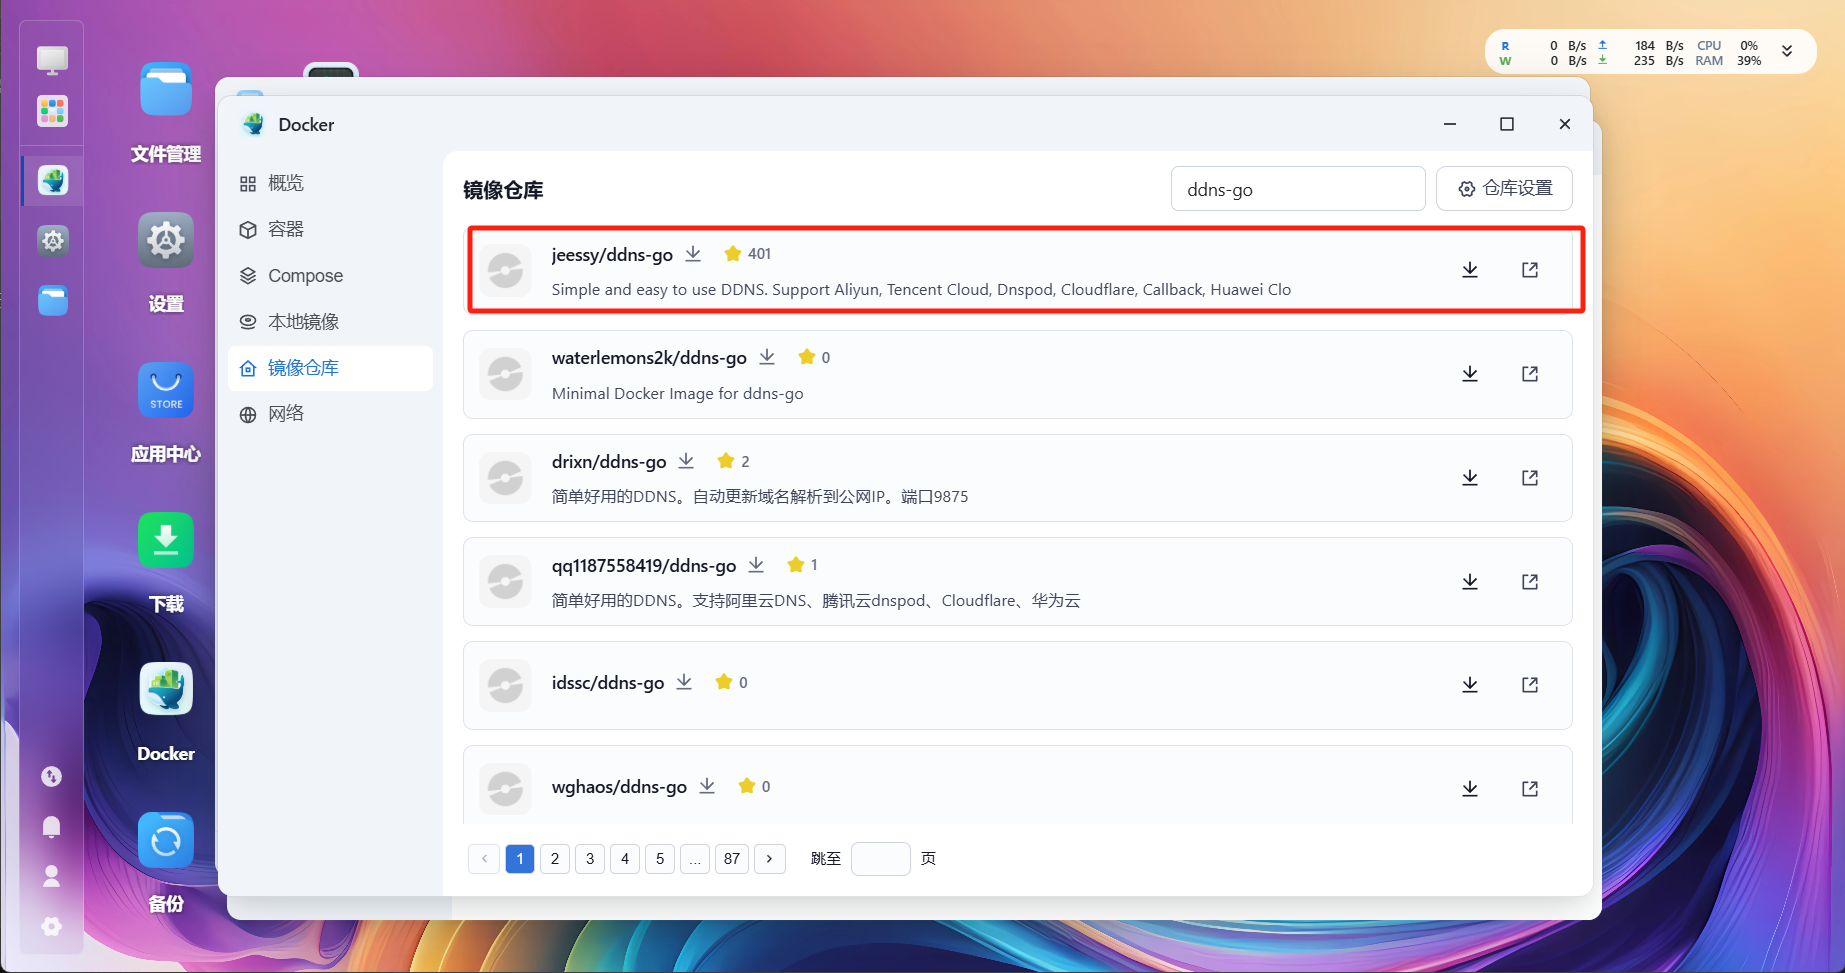 R 0 B/s 184 B/s CPU 0%
W 0 B/s 235 B/s RAM 39%
文件管理
设置
STORE
应用中心
下载
Docker
备份
Docker
概览
容器
Compose
本地镜像
镜像仓库
网络
镜像仓库
ddns-go
仓库设置
jeessy/ddns-go 401
Simple and easy to use DDNS. Support Aliyun, Tencent Cloud, Dnspod, Cloudflare, Callback, Huawei Clo
waterlemons2k/ddns-go 0
Minimal Docker Image for ddns-go
drixn/ddns-go 2
简单好用的DDNS。自动更新域名解析到公网IP。端口9875
qq1187558419/ddns-go 1
简单好用的DDNS。支持阿里云DNS、腾讯云dnspod、Cloudflare、华为云
idssc/ddns-go 0
wghaos/ddns-go 0
< 1 2 3 4 5 ... 87 > 跳至 页